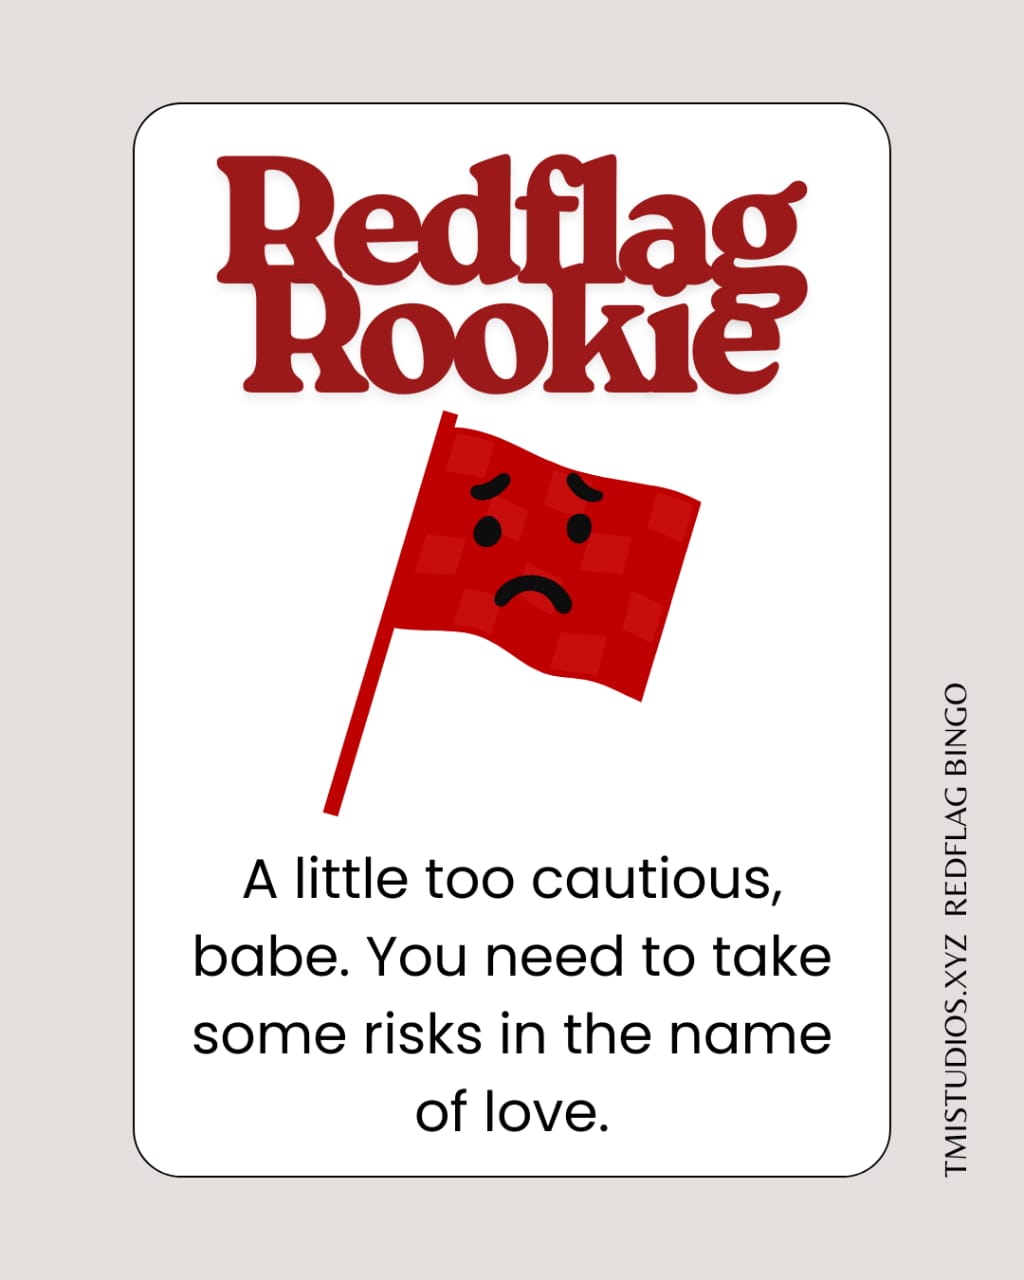 Redflag
Rookie
A little too cautious,
babe. You need to take
some risks in the name
of love.
TMISTUDIOS.XYZ REDFLAG BINGO